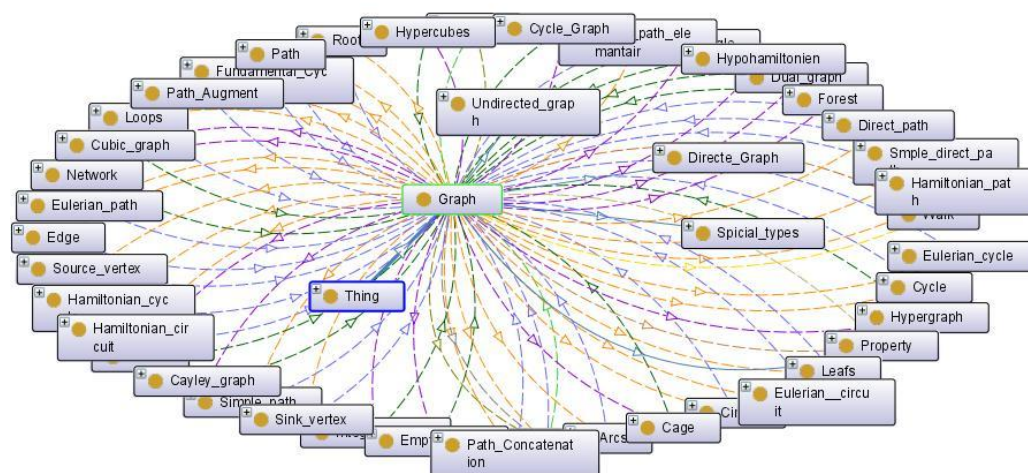 Cycle_Graph
Hypercubes
Root
Path
Hypohamiltonien
Fundamental_Cyc
Dual_graph
Path_Augment
Undirected_grap
h
Forest
Loops
Direct_path
Cubic_graph
Directe_Graph
Smple_direct_pa
Network
Hamiltonian_pat
h
Graph
Eulerian_path
Walk
Spicial_types
Edge
Eulerian_cycle
Source_vertex
Cycle
Thing
Hamiltonian_cyc
Hypergraph
Hamiltonian_cir
cuit
Property
Leafs
Cayley_graph
Eulerian__circu
it
Simple_path
Sink_vertex
Cage
Path_Concatenat
ion
Arcs